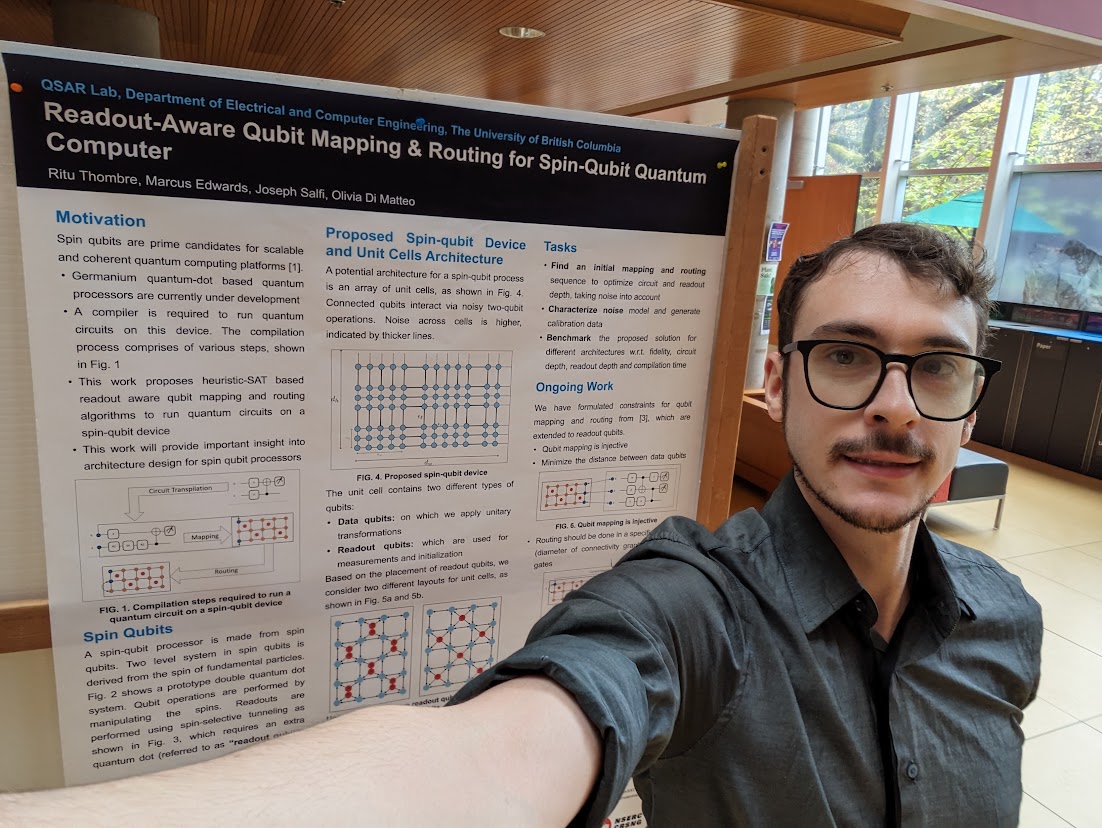 QSAR Lab, Department of Electrical and Computer Engineering, The University of British Columbia
Readout-Aware Qubit Mapping & Routing for Spin-Qubit Quantum
Computer
Ritu Thombre, Marcus Edwards, Joseph Salfi, Olivia Di Matteo
Motivation
Spin qubits are prime candidates for scalable
and coherent quantum computing platforms [1].
• Germanium quantum-dot based quantum
processors are currently under development
• A compiler is required to run quantum
circuits on this device. The compilation
process comprises of various steps, shown
in Fig. 1
• This work proposes heuristic-SAT based
readout aware qubit mapping and routing
algorithms to run quantum circuits on a
spin-qubit device
• This work will provide important insight into
architecture design for spin qubit processors
Circuit Transpilation
Mapping
Routing
FIG. 1. Compilation steps required to run a
quantum circuit on a spin-qubit device
Spin Qubits
A spin-qubit processor is made from spin
qubits. Two level system in spin qubits is
derived from the spin of fundamental particles.
Fig. 2 shows a prototype double quantum dot
system. Qubit operations are performed by
manipulating the spins. Readouts are
performed using spin-selective tunneling as
shown in Fig. 3, which requires an extra
quantum dot (referred to as "readout
Proposed Spin-qubit Device
and Unit Cells Architecture
A potential architecture for a spin-qubit process
is an array of unit cells, as shown in Fig. 4.
Connected qubits interact via noisy two-qubit
operations. Noise across cells is higher,
indicated by thicker lines.
FIG. 4. Proposed spin-qubit device
The unit cell contains two different types of
qubits:
• Data qubits: on which we apply unitary
transformations
• Readout qubits: which are used for
measurements and initialization
Based on the placement of readout qubits, we
consider two different layouts for unit cells, as
shown in Fig. 5a and 5b.
readout
Tasks
• Find an initial mapping and routing
sequence to optimize circuit and readout
depth, taking noise into account
• Characterize noise model and generate
calibration data
• Benchmark the proposed solution for
different architectures w.r.t. fidelity, circuit
depth, readout depth and compilation time
Ongoing Work
We have formulated constraints for qubit
mapping and routing from [3], which are
extended to readout qubits.
• Qubit mapping is injective
• Minimize the distance between data qubits
FIG. 6. Qubit mapping is injective
• Routing should be done in a
(diameter of connectivity
gates
NSERC
CRSNG
Paper